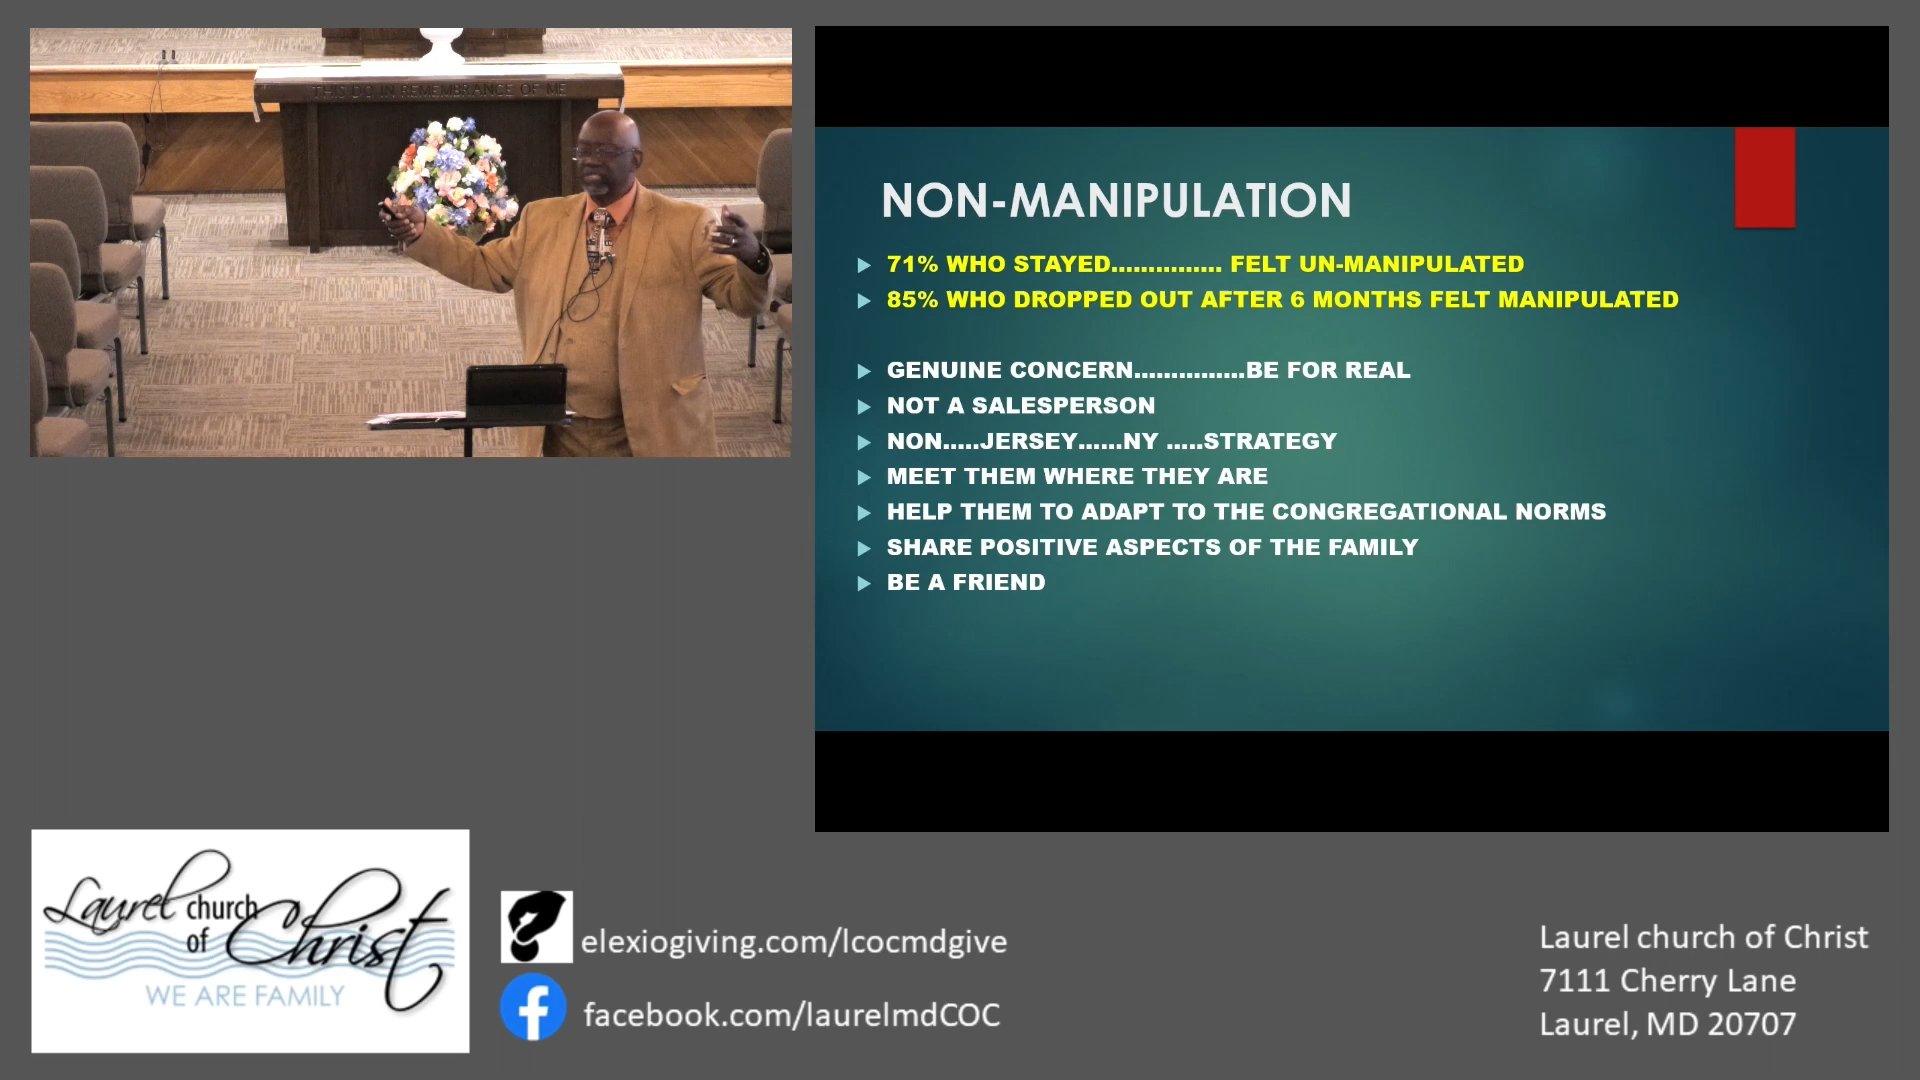 THIS DO IN REMEMBRANCE OF ME
NON-MANIPULATION
71% WHO STAYED............... FELT UN-MANIPULATED
85% WHO DROPPED OUT AFTER 6 MONTHS FELT MANIPULATED
GENUINE CONCERN...............BE FOR REAL
NOT A SALESPERSON
NON.....JERSEY......NY .....STRATEGY
MEET THEM WHERE THEY ARE
HELP THEM TO ADAPT TO THE CONGREGATIONAL NORMS
SHARE POSITIVE ASPECTS OF THE FAMILY
BE A FRIEND
Laurel church of Christ
WE ARE FAMILY
elexiogiving.com/lcocmdgive
facebook.com/laurelmdCOC
Laurel church of Christ
7111 Cherry Lane
Laurel, MD 20707